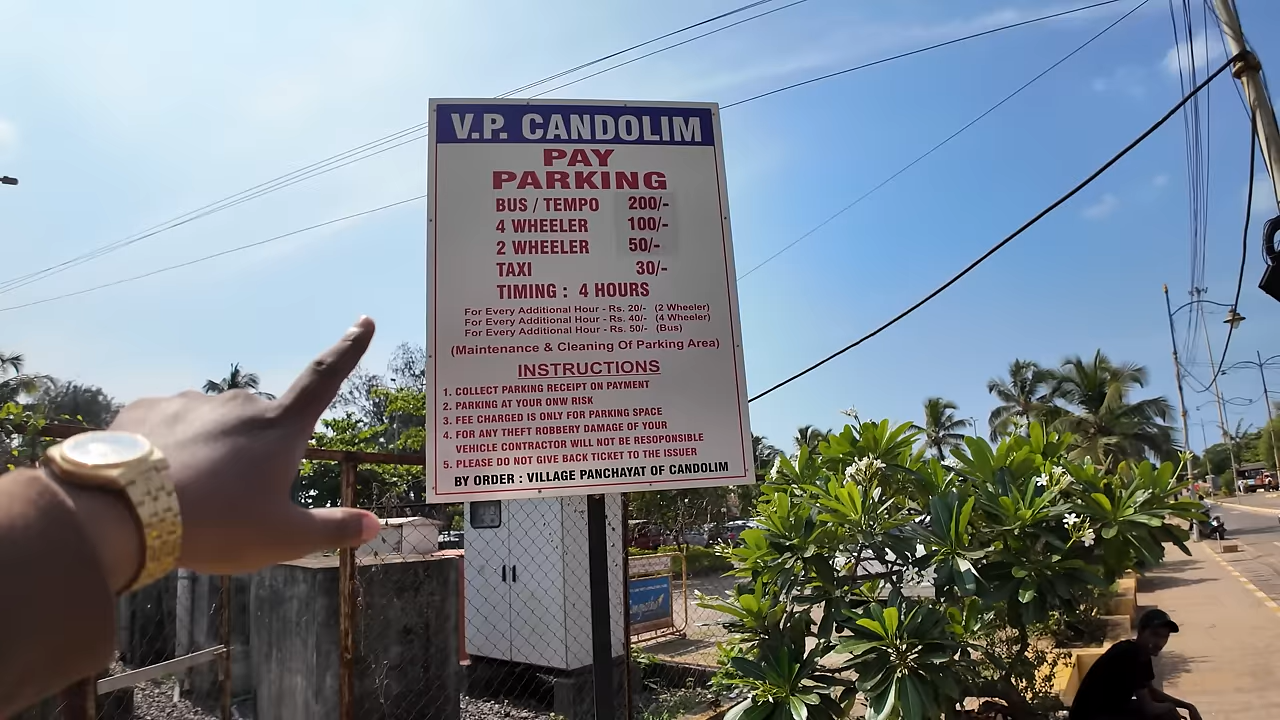 V.P. CANDOLIM
PAY
PARKING
BUS / TEMPO 200/-
4 WHEELER 100/-
2 WHEELER 50/-
TAXI 30/-
TIMING : 4 HOURS
For Every Additional Hour - Rs. 20/- (2 Wheeler)
For Every Additional Hour - Rs. 40/- (4 Wheeler)
For Every Additional Hour - Rs. 50/- (Bus)
(Maintenance & Cleaning Of Parking Area)
INSTRUCTIONS
1. COLLECT PARKING RECEIPT ON PAYMENT
2. PARKING AT YOUR ONW RISK
3. FEE CHARGED IS ONLY FOR PARKING SPACE
4. FOR ANY THEFT ROBBERY DAMAGE OF YOUR
VEHICLE CONTRACTOR WILL NOT BE RESOPONSIBLE
5. PLEASE DO NOT GIVE BACK TICKET TO THE ISSUER
BY ORDER : VILLAGE PANCHAYAT OF CANDOLIM